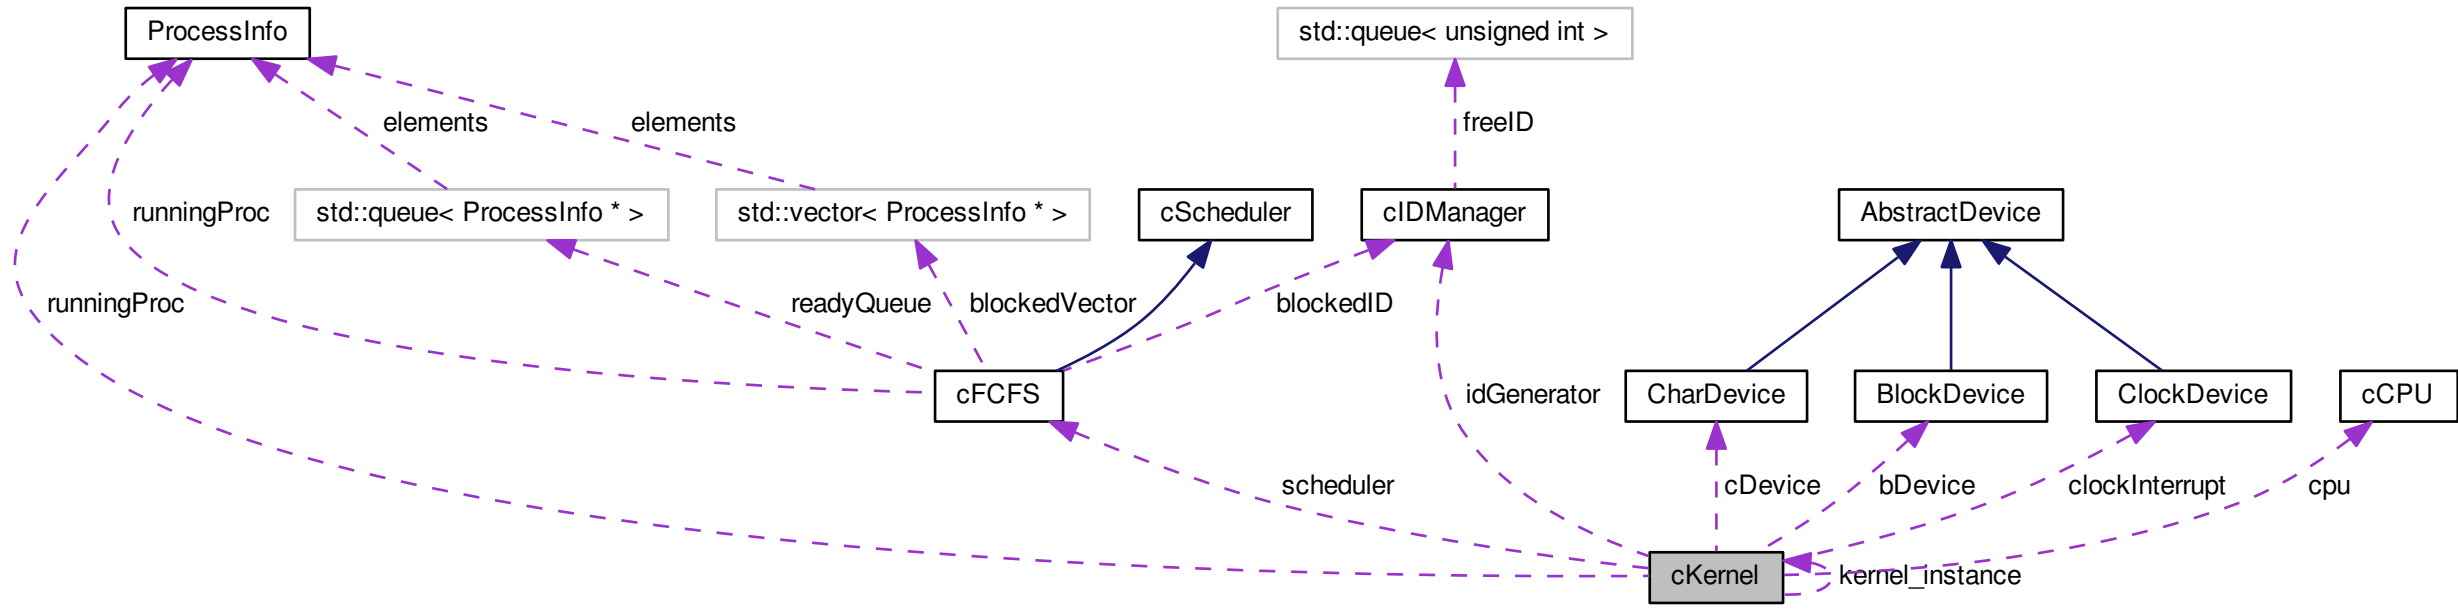 ProcessInfo
std::queue< unsigned int >
elements
elements
freeID
runningProc
std::queue< ProcessInfo * >
std::vector< ProcessInfo * >
cScheduler
cIDManager
AbstractDevice
runningProc
readyQueue
blockedVector
blockedID
cFCFS
idGenerator
CharDevice
BlockDevice
ClockDevice
cCPU
scheduler
cDevice
bDevice
clockInterrupt
cpu
cKernel
kernel_instance